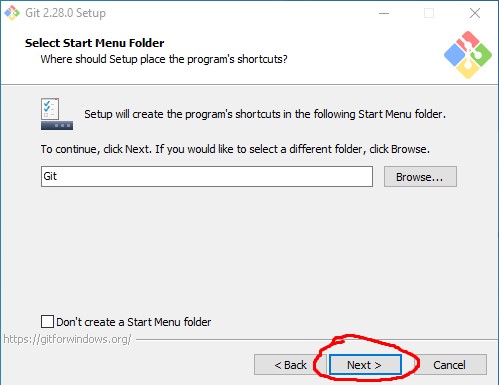 Git 2.28.0 Setup
Select Start Menu Folder
Where should Setup place the program's shortcuts?
Setup will create the program's shortcuts in the following Start Menu folder.
To continue, click Next. If you would like to select a different folder, click Browse.
Git
Browse...
Don't create a Start Menu folder
https://gitforwindows.org/
< Back
Next >
Cancel